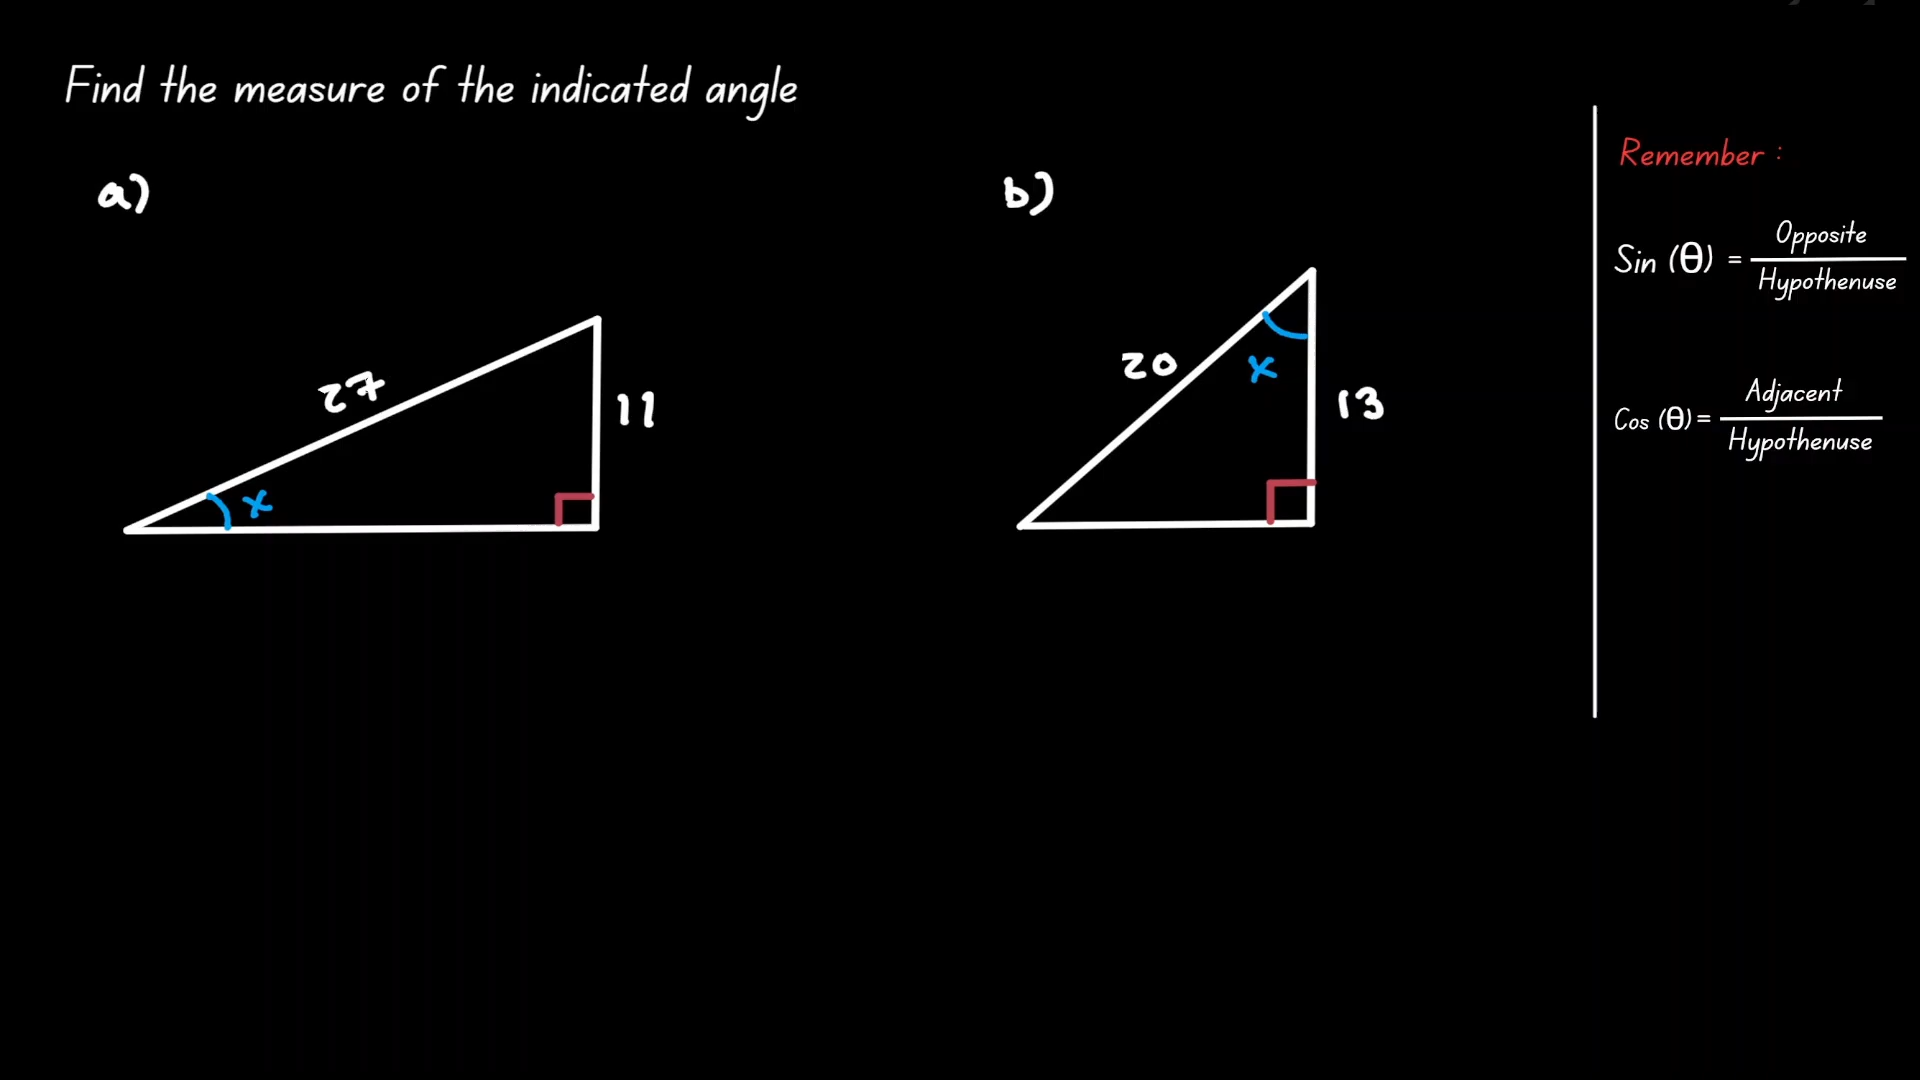 Find the measure of the indicated angle
a)
27
11
x
b)
20
x
13
Remember :
Sin (θ) = Opposite
Hypothenuse
Cos (θ) = Adjacent
Hypothenuse